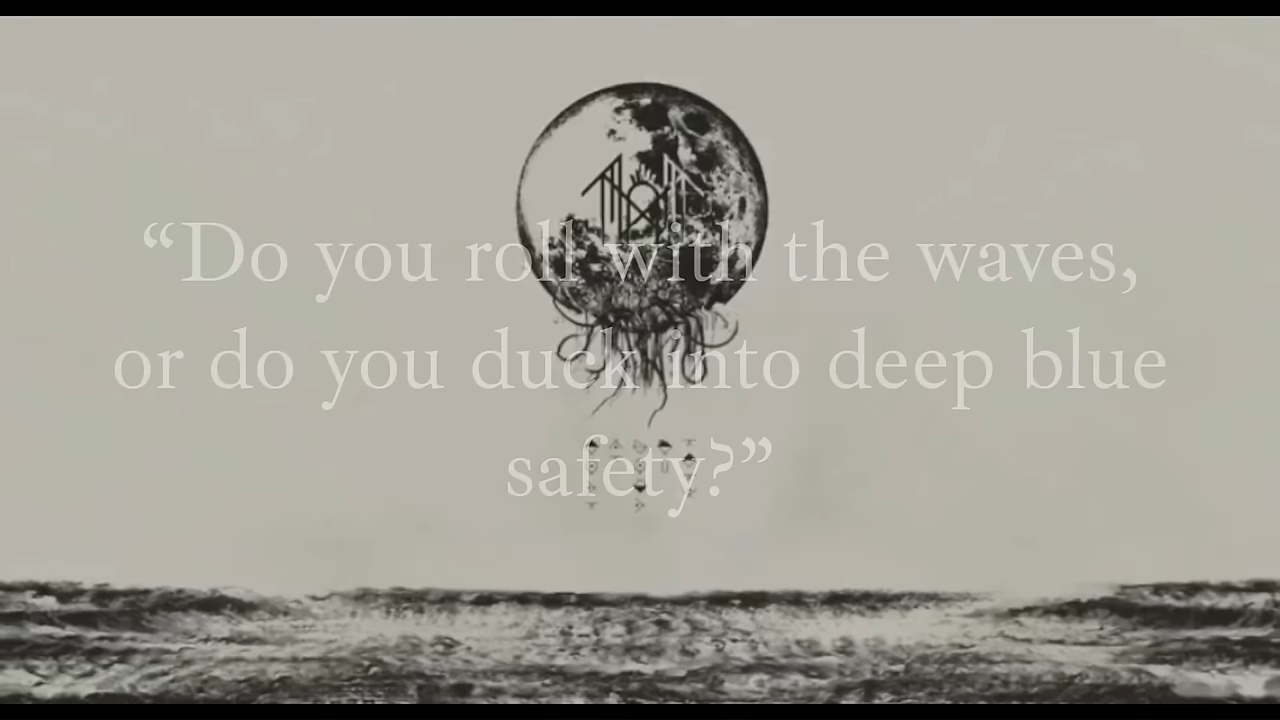 “Do you roll with the waves,
or do you duck into deep blue
safety?”